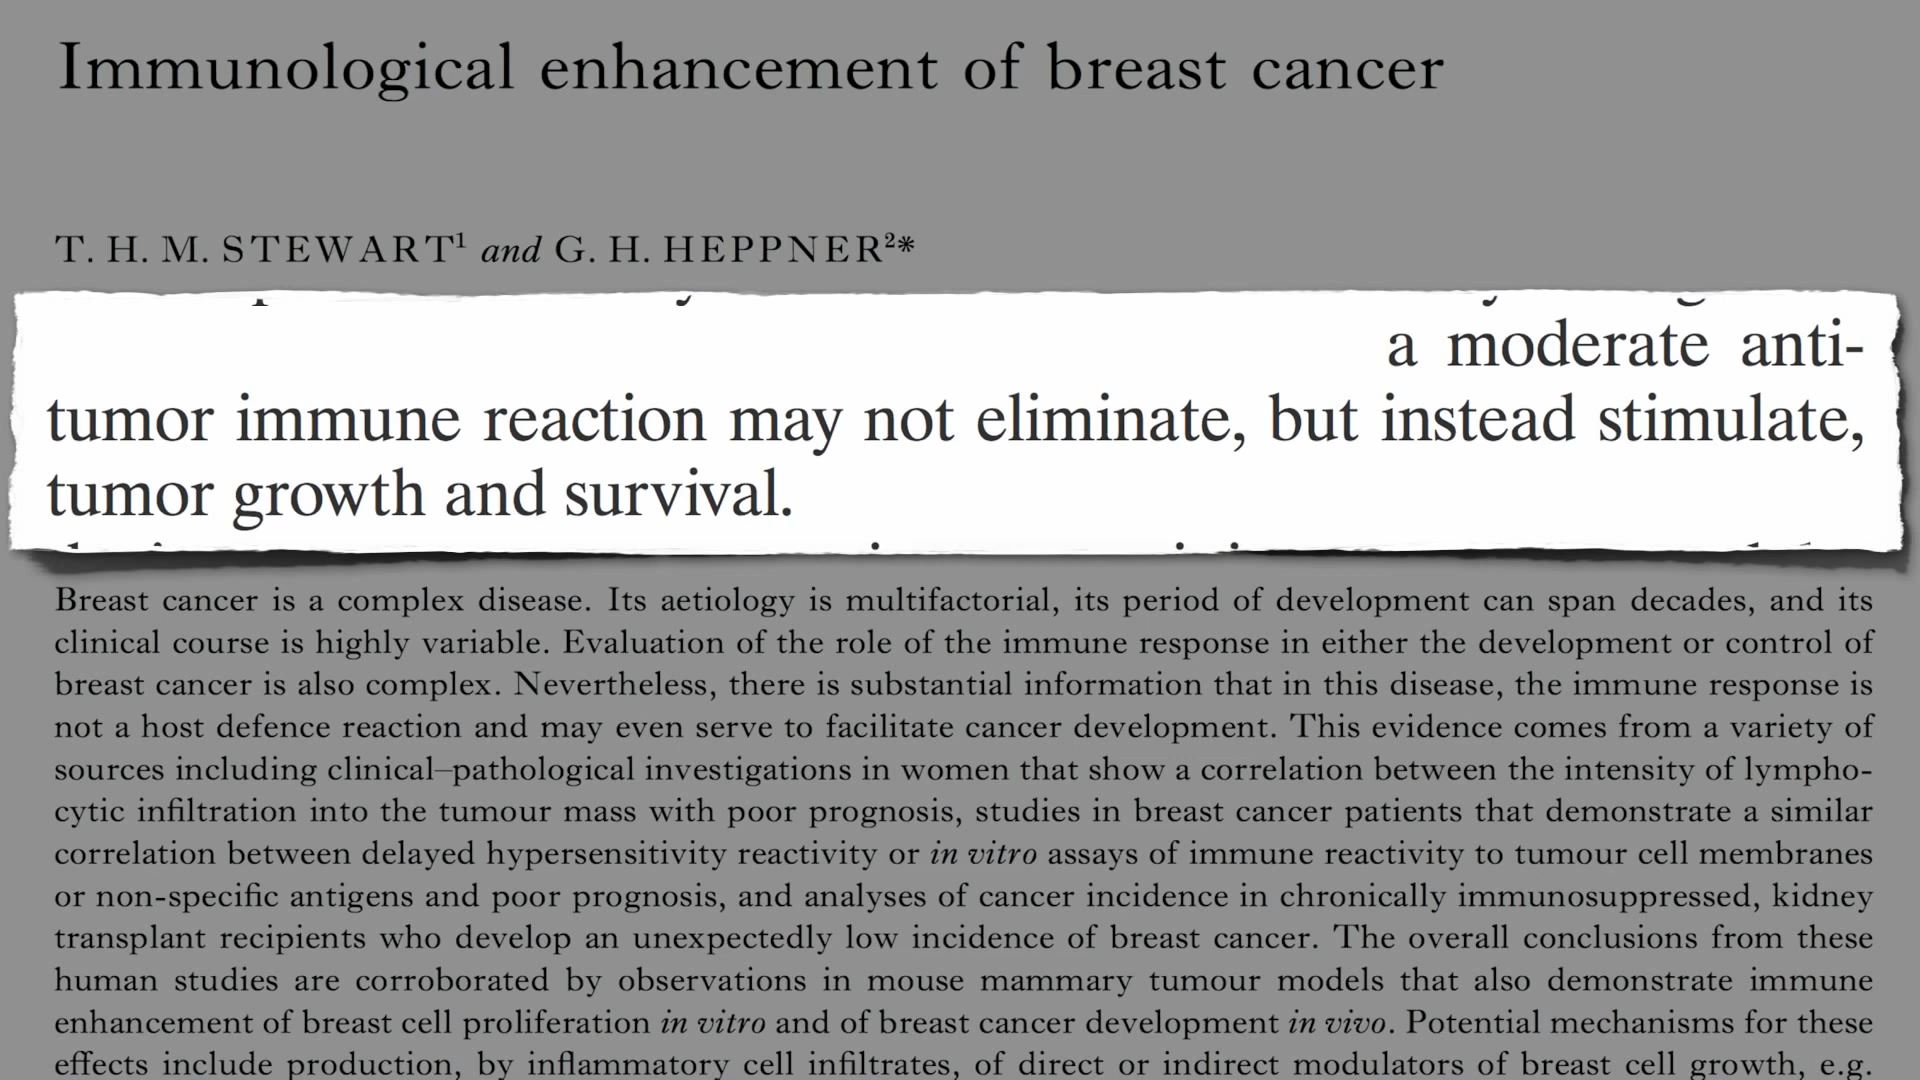 Immunological enhancement of breast cancer
T. H. M. STEWART¹ and G. H. HEPPNER²*
a moderate anti-
tumor immune reaction may not eliminate, but instead stimulate,
tumor growth and survival.
Breast cancer is a complex disease. Its aetiology is multifactorial, its period of development can span decades, and its
clinical course is highly variable. Evaluation of the role of the immune response in either the development or control of
breast cancer is also complex. Nevertheless, there is substantial information that in this disease, the immune response is
not a host defence reaction and may even serve to facilitate cancer development. This evidence comes from a variety of
sources including clinical–pathological investigations in women that show a correlation between the intensity of lympho-
cytic infiltration into the tumour mass with poor prognosis, studies in breast cancer patients that demonstrate a similar
correlation between delayed hypersensitivity reactivity or in vitro assays of immune reactivity to tumour cell membranes
or non-specific antigens and poor prognosis, and analyses of cancer incidence in chronically immunosuppressed, kidney
transplant recipients who develop an unexpectedly low incidence of breast cancer. The overall conclusions from these
human studies are corroborated by observations in mouse mammary tumour models that also demonstrate immune
enhancement of breast cell proliferation in vitro and of breast cancer development in vivo. Potential mechanisms for these
effects include production, by inflammatory cell infiltrates, of direct or indirect modulators of breast cell growth, e.g.